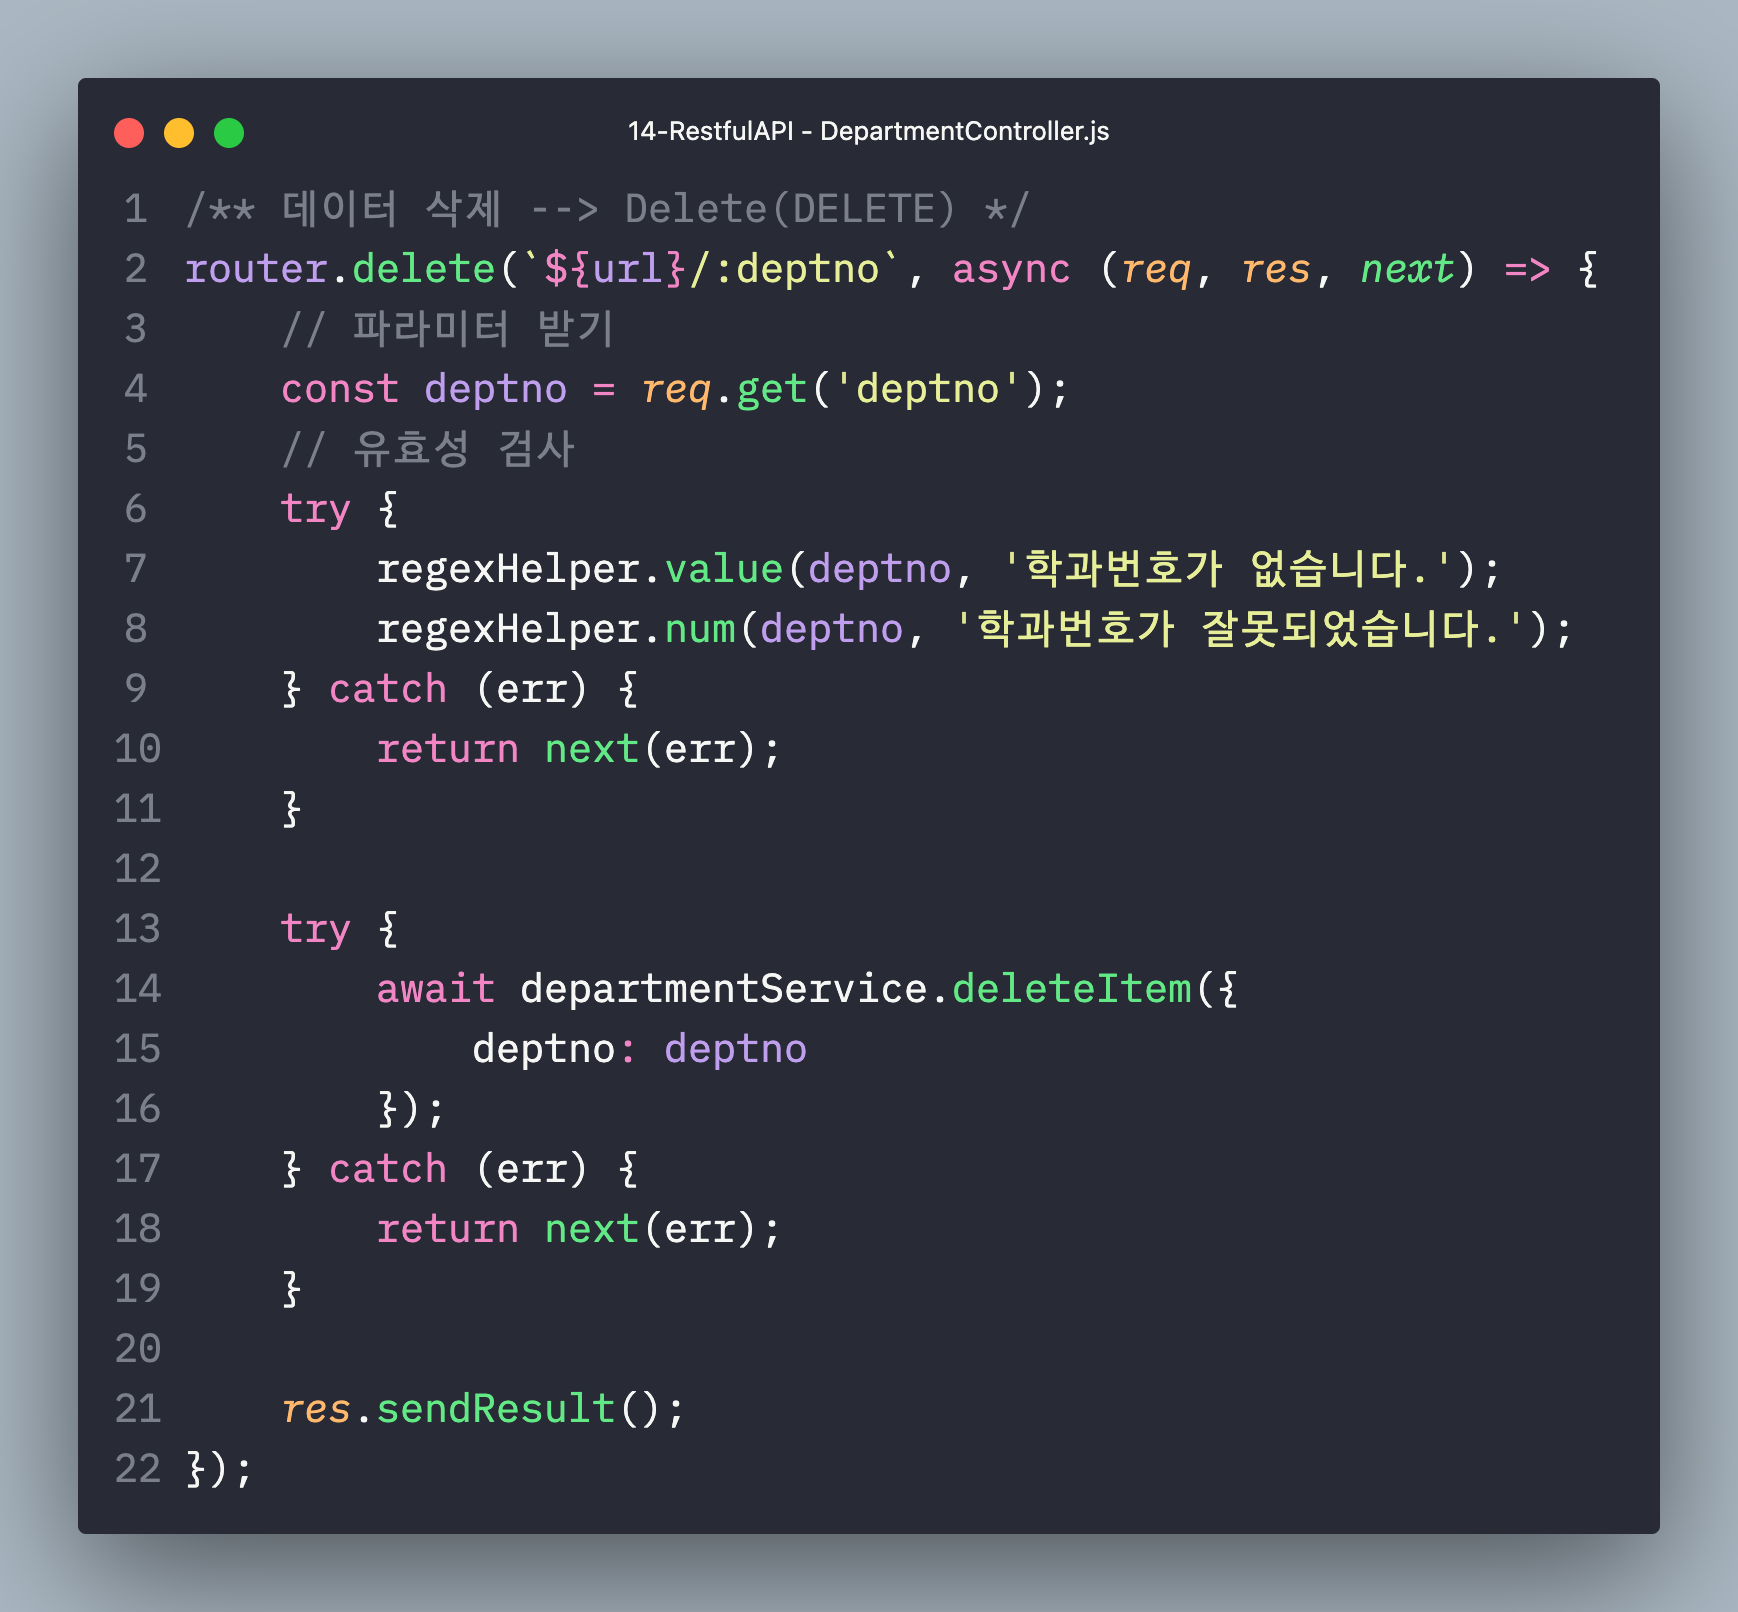 14-RestfulAPI - DepartmentController.js
1 /** 데이터 삭제 --> Delete(DELETE) */
2 router.delete(`${url}/:deptno`, async (req, res, next) => {
3     // 파라미터 받기
4     const deptno = req.get('deptno');
5     // 유효성 검사
6     try {
7         regexHelper.value(deptno, '학과번호가 없습니다.');
8         regexHelper.num(deptno, '학과번호가 잘못되었습니다.');
9     } catch (err) {
10         return next(err);
11     }
12
13     try {
14         await departmentService.deleteItem({
15             deptno: deptno
16         });
17     } catch (err) {
18         return next(err);
19     }
20
21     res.sendResult();
22 });